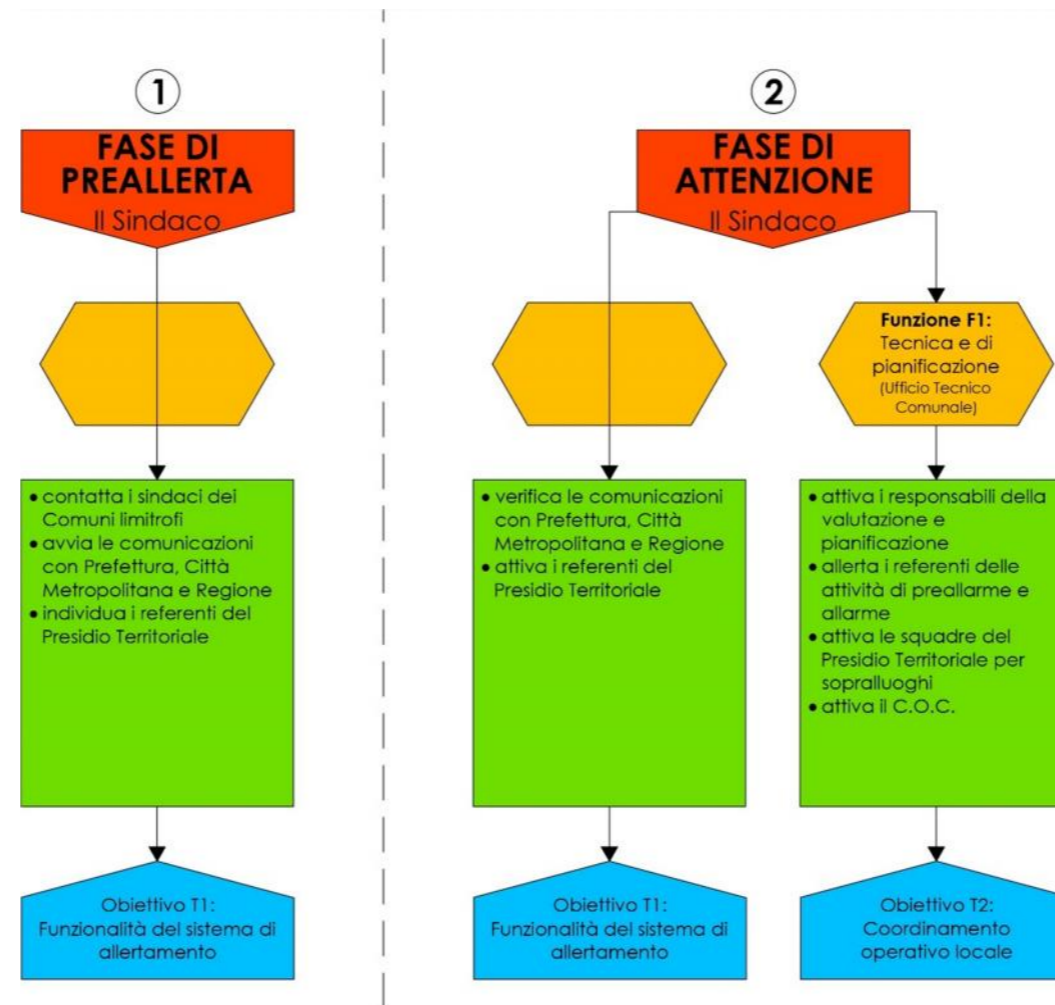 1
FASE DI
PREALLERTA
Il Sindaco
• contatta i sindaci dei
Comuni limitrofi
• avvia le comunicazioni
con Prefettura, Città
Metropolitana e Regione
• individua i referenti del
Presidio Territoriale
Obiettivo T1:
Funzionalità del sistema di
allertamento
2
FASE DI
ATTENZIONE
Il Sindaco
• verifica le comunicazioni
con Prefettura, Città
Metropolitana e Regione
• attiva i referenti del
Presidio Territoriale
Obiettivo T1:
Funzionalità del sistema di
allertamento
Funzione F1:
Tecnica e di
pianificazione
(Ufficio Tecnico
Comunale)
• attiva i responsabili della
valutazione e
pianificazione
• allerta i referenti delle
attività di preallarme e
allarme
• attiva le squadre del
Presidio Territoriale per
sopralluoghi
• attiva il C.O.C.
Obiettivo T2:
Coordinamento
operativo locale